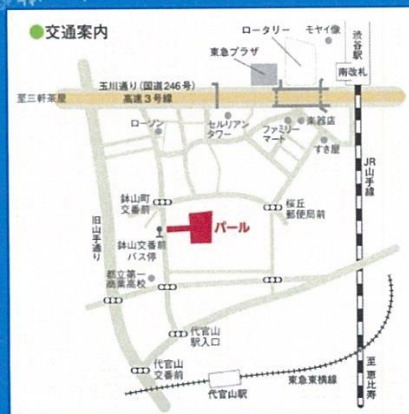 ●交通案内
ロータリー
モヤイ像
渋谷駅
東急プラザ
南改札
玉川通り(国道246号)
至三軒茶屋
高速3号線
ローソン
セルリアン
タワー
ファミリー
マート
楽器店
すき屋
JR山手線
鉢山町
交番前
桜丘
郵便局前
旧山手通り
パール
鉢山交番前
バス停
都立第一
商業高校
代官山
駅入口
代官山
交番前
代官山駅
東急東横線
至恵比寿